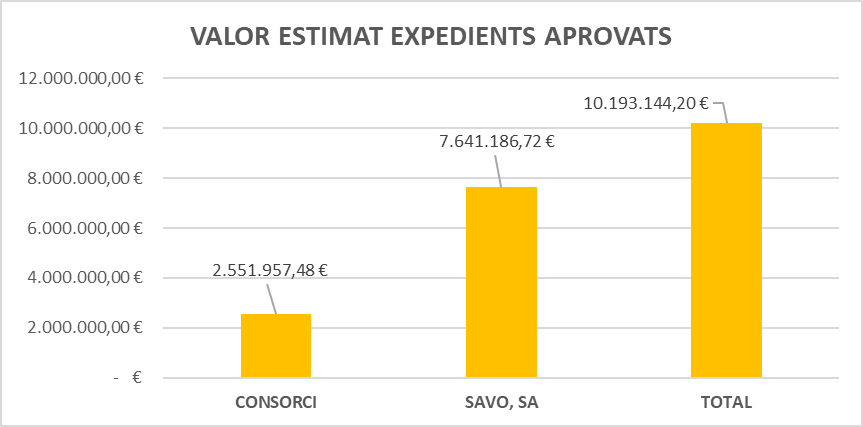 VALOR ESTIMAT EXPEDIENTS APROVATS
12.000.000,00 €
10.000.000,00 €
8.000.000,00 €
6.000.000,00 €
4.000.000,00 €
2.000.000,00 €
- €
2.551.957,48 €
7.641.186,72 €
10.193.144,20 €
CONSORCI
SAVO, SA
TOTAL